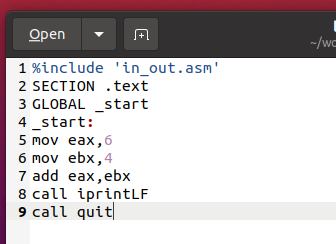 Open
~/wo
1 %include 'in_out.asm'
2 SECTION .text
3 GLOBAL _start
4 _start:
5 mov eax,6
6 mov ebx,4
7 add eax,ebx
8 call iprintLF
9 call quit